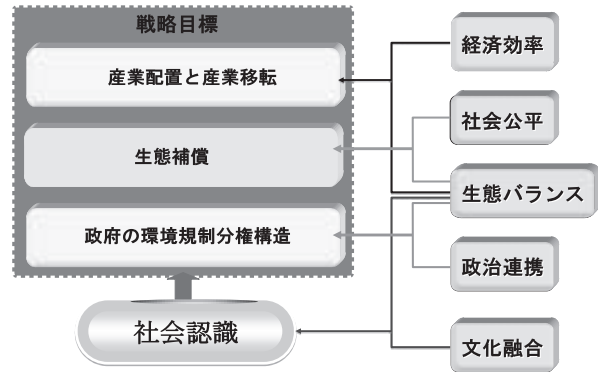 戦略目標
産業配置と産業移転
生態補償
政府の環境規制分権構造
社会認識
経済効率
社会公平
生態バランス
政治連携
文化融合